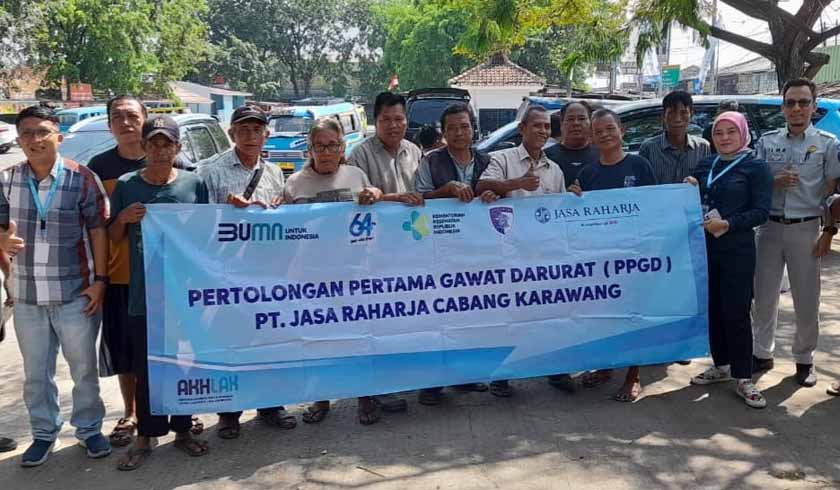 BUMN UNTUK
INDONESIA
64
KEMENTERIAN
KESEHATAN
REPUBLIK
INDONESIA
JASA RAHARJA
PERTOLONGAN PERTAMA GAWAT DARURAT ( PPGD )
PT. JASA RAHARJA CABANG KARAWANG
AKHLAK